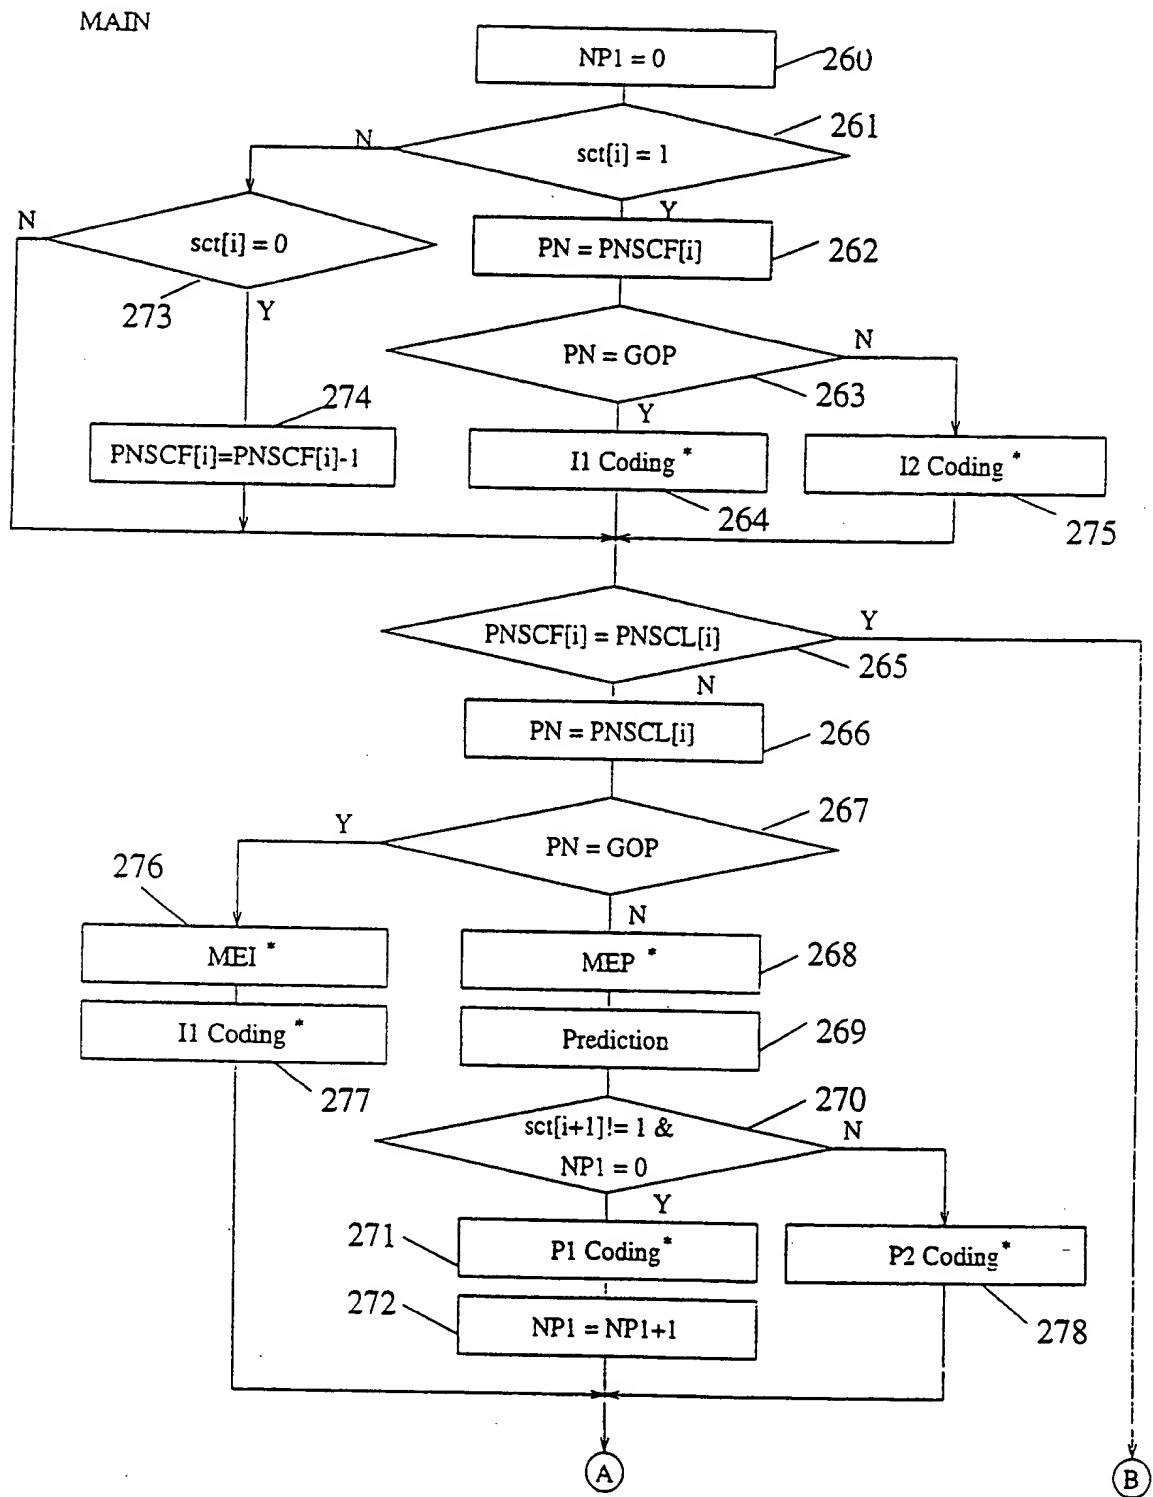 MAIN
NP1 = 0
260
261
N
sct[i] = 1
Y
N
sct[i] = 0
273
Y
PN = PNSCF[i]
262
PN = GOP
N
263
Y
274
PNSCF[i]=PNSCF[i]-1
I1 Coding *
264
I2 Coding *
275
PNSCF[i] = PNSCL[i]
Y
265
N
PN = PNSCL[i]
266
267
Y
PN = GOP
276
N
MEI *
MEP *
268
I1 Coding *
277
Prediction
269
270
sct[i+1]!= 1 &
NP1 = 0
N
Y
271
P1 Coding *
P2 Coding *
278
272
NP1 = NP1+1
A
B